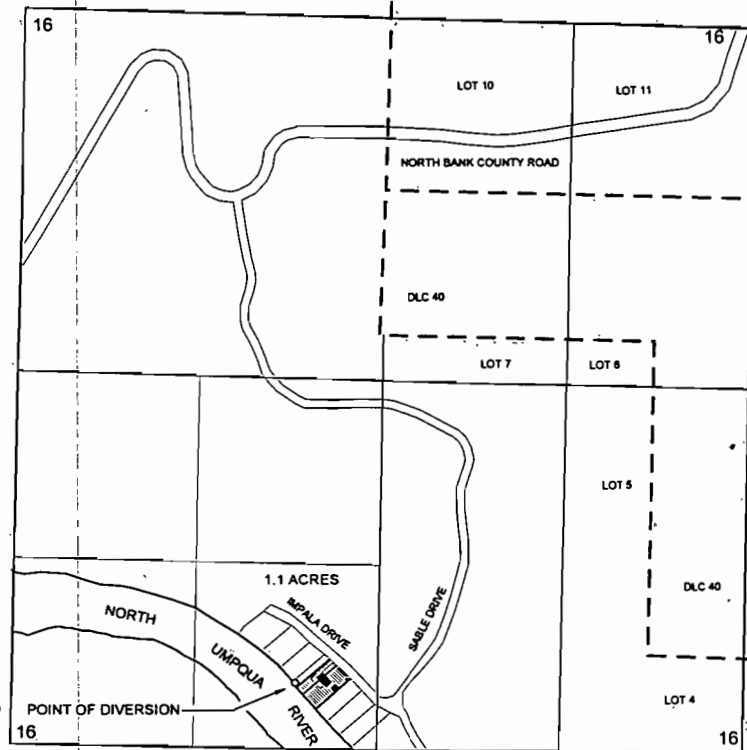 16
16
LOT 10
LOT 11
NORTH BANK COUNTY ROAD
DLC 40
LOT 7
LOT 6
LOT 5
1.1 ACRES
DLC 40
NORTH
UMPQUA
RIVER
IMPALA DRIVE
SABLE DRIVE
LOT 4
POINT OF DIVERSION
16
16